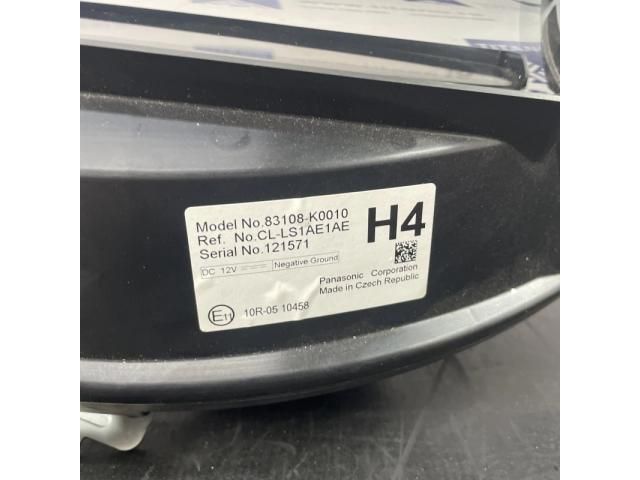 Model No.83108-K0010
Ref. No.CL-LS1AE1AE
Serial No.121571
H4
DC 12V Negative Ground
Panasonic Corporation
Made in Czech Republic
E11 10R-05 10458